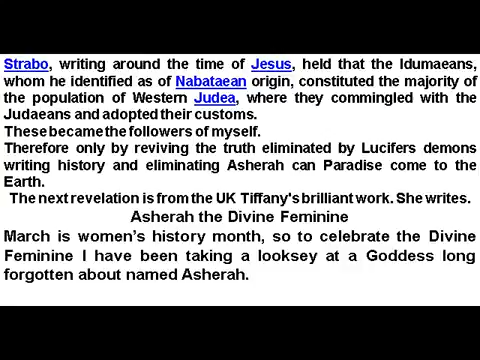 Strabo, writing around the time of Jesus, held that the Idumaeans,
whom he identified as of Nabataean origin, constituted the majority of
the population of Western Judea, where they commingled with the
Judaeans and adopted their customs.
These became the followers of myself.
Therefore only by reviving the truth eliminated by Lucifers demons
writing history and eliminating Asherah can Paradise come to the
Earth.
The next revelation is from the UK Tiffany's brilliant work. She writes.
Asherah the Divine Feminine
March is women’s history month, so to celebrate the Divine
Feminine I have been taking a looksey at a Goddess long
forgotten about named Asherah.